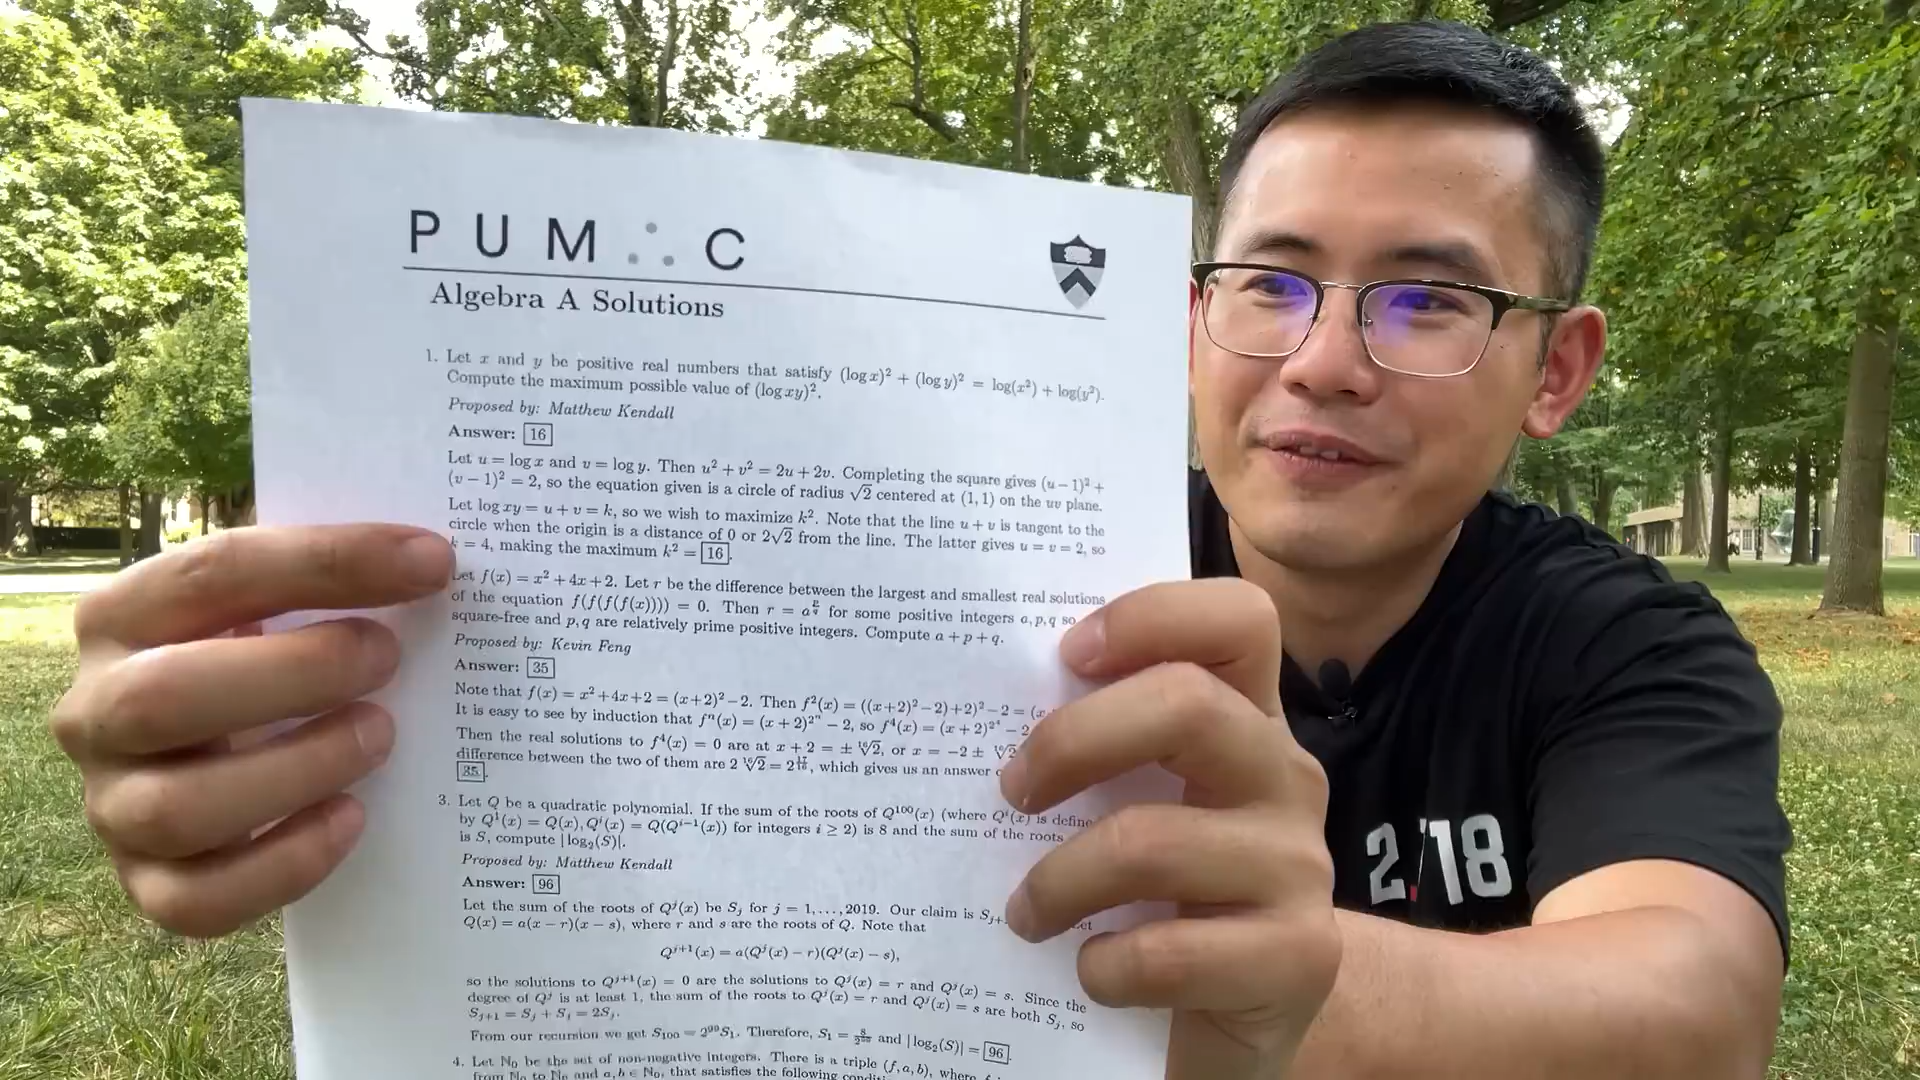 P U M ∴ C
Algebra A Solutions
1. Let x and y be positive real numbers that satisfy (log x)² + (log y)² = log(x²) + log(y²).
Compute the maximum possible value of (log xy)².
Proposed by: Matthew Kendall
Answer: 16
Let u = log x and v = log y. Then u² + v² = 2u + 2v. Completing the square gives (u − 1)² +
(v − 1)² = 2, so the equation given is a circle of radius √2 centered at (1, 1) on the uv plane.
Let log xy = u + v = k, so we wish to maximize k². Note that the line u + v is tangent to the
circle when the origin is a distance of 0 or 2√2 from the line. The latter gives u = v = 2, so
k = 4, making the maximum k² = 16.
Let f(x) = x² + 4x + 2. Let r be the difference between the largest and smallest real solutions
of the equation f(f(f(f(x)))) = 0. Then r = a^(p/q) for some positive integers a, p, q so
square-free and p, q are relatively prime positive integers. Compute a + p + q.
Proposed by: Kevin Feng
Answer: 35
Note that f(x) = x² + 4x + 2 = (x+2)² − 2. Then f²(x) = ((x+2)² − 2)+2)² − 2 = (x
It is easy to see by induction that fⁿ(x) = (x + 2)^(2ⁿ) − 2, so f⁴(x) = (x + 2)^(2⁴) − 2
Then the real solutions to f⁴(x) = 0 are at x + 2 = ± ¹⁶√2, or x = −2 ± ¹⁶√2
difference between the two of them are 2 ¹⁶√2 = 2^(17/16), which gives us an answer
35.
3. Let Q be a quadratic polynomial. If the sum of the roots of Q¹⁰⁰(x) (where Qⁱ(x) is define
by Q¹(x) = Q(x), Qⁱ(x) = Q(Qⁱ⁻¹(x)) for integers i ≥ 2) is 8 and the sum of the roots
is S, compute | log₂(S)|.
Proposed by: Matthew Kendall
Answer: 96
Let the sum of the roots of Qʲ(x) be Sⱼ for j = 1, . . . , 2019. Our claim is Sⱼ₊
Q(x) = a(x − r)(x − s), where r and s are the roots of Q. Note that
Qʲ⁺¹(x) = a(Qʲ(x) − r)(Qʲ(x) − s),
so the solutions to Qʲ⁺¹(x) = 0 are the solutions to Qʲ(x) = r and Qʲ(x) = s. Since the
degree of Qʲ is at least 1, the sum of the roots to Qʲ(x) = r and Qʲ(x) = s are both Sⱼ, so
Sⱼ₊₁ = Sⱼ + Sⱼ = 2Sⱼ.
From our recursion we get S₁₀₀ = 2⁹⁹S₁. Therefore, S₁ = 8/2⁹⁹ and | log₂(S)| = 96.
4. Let N₀ be the set of non-negative integers. There is a triple (f, a, b), where f
from N₀ to N₀ and a, b ∈ N₀, that satisfies the following
2.718